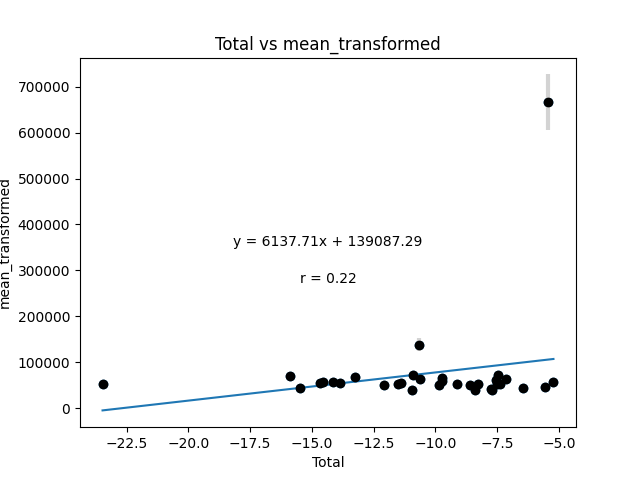 Total vs mean_transformed
700000
600000
500000
400000
300000
200000
100000
0
mean_transformed
y = 6137.71x + 139087.29
r = 0.22
−22.5 −20.0 −17.5 −15.0 −12.5 −10.0 −7.5 −5.0
Total